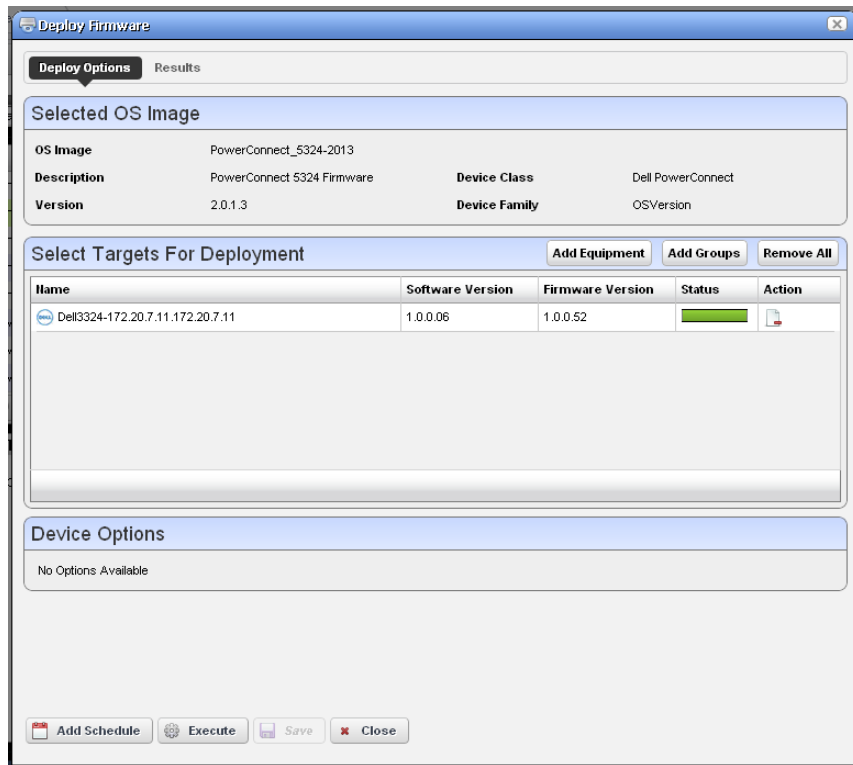 Deploy Firmware
Deploy Options Results
Selected OS Image
OS Image PowerConnect_5324-2013
Description PowerConnect 5324 Firmware Device Class Dell PowerConnect
Version 2.0.1.3 Device Family OSVersion
Select Targets For Deployment Add Equipment Add Groups Remove All
Name Software Version Firmware Version Status Action
Dell3324-172.20.7.11.172.20.7.11 1.0.0.06 1.0.0.52
Device Options
No Options Available
Add Schedule Execute Save Close